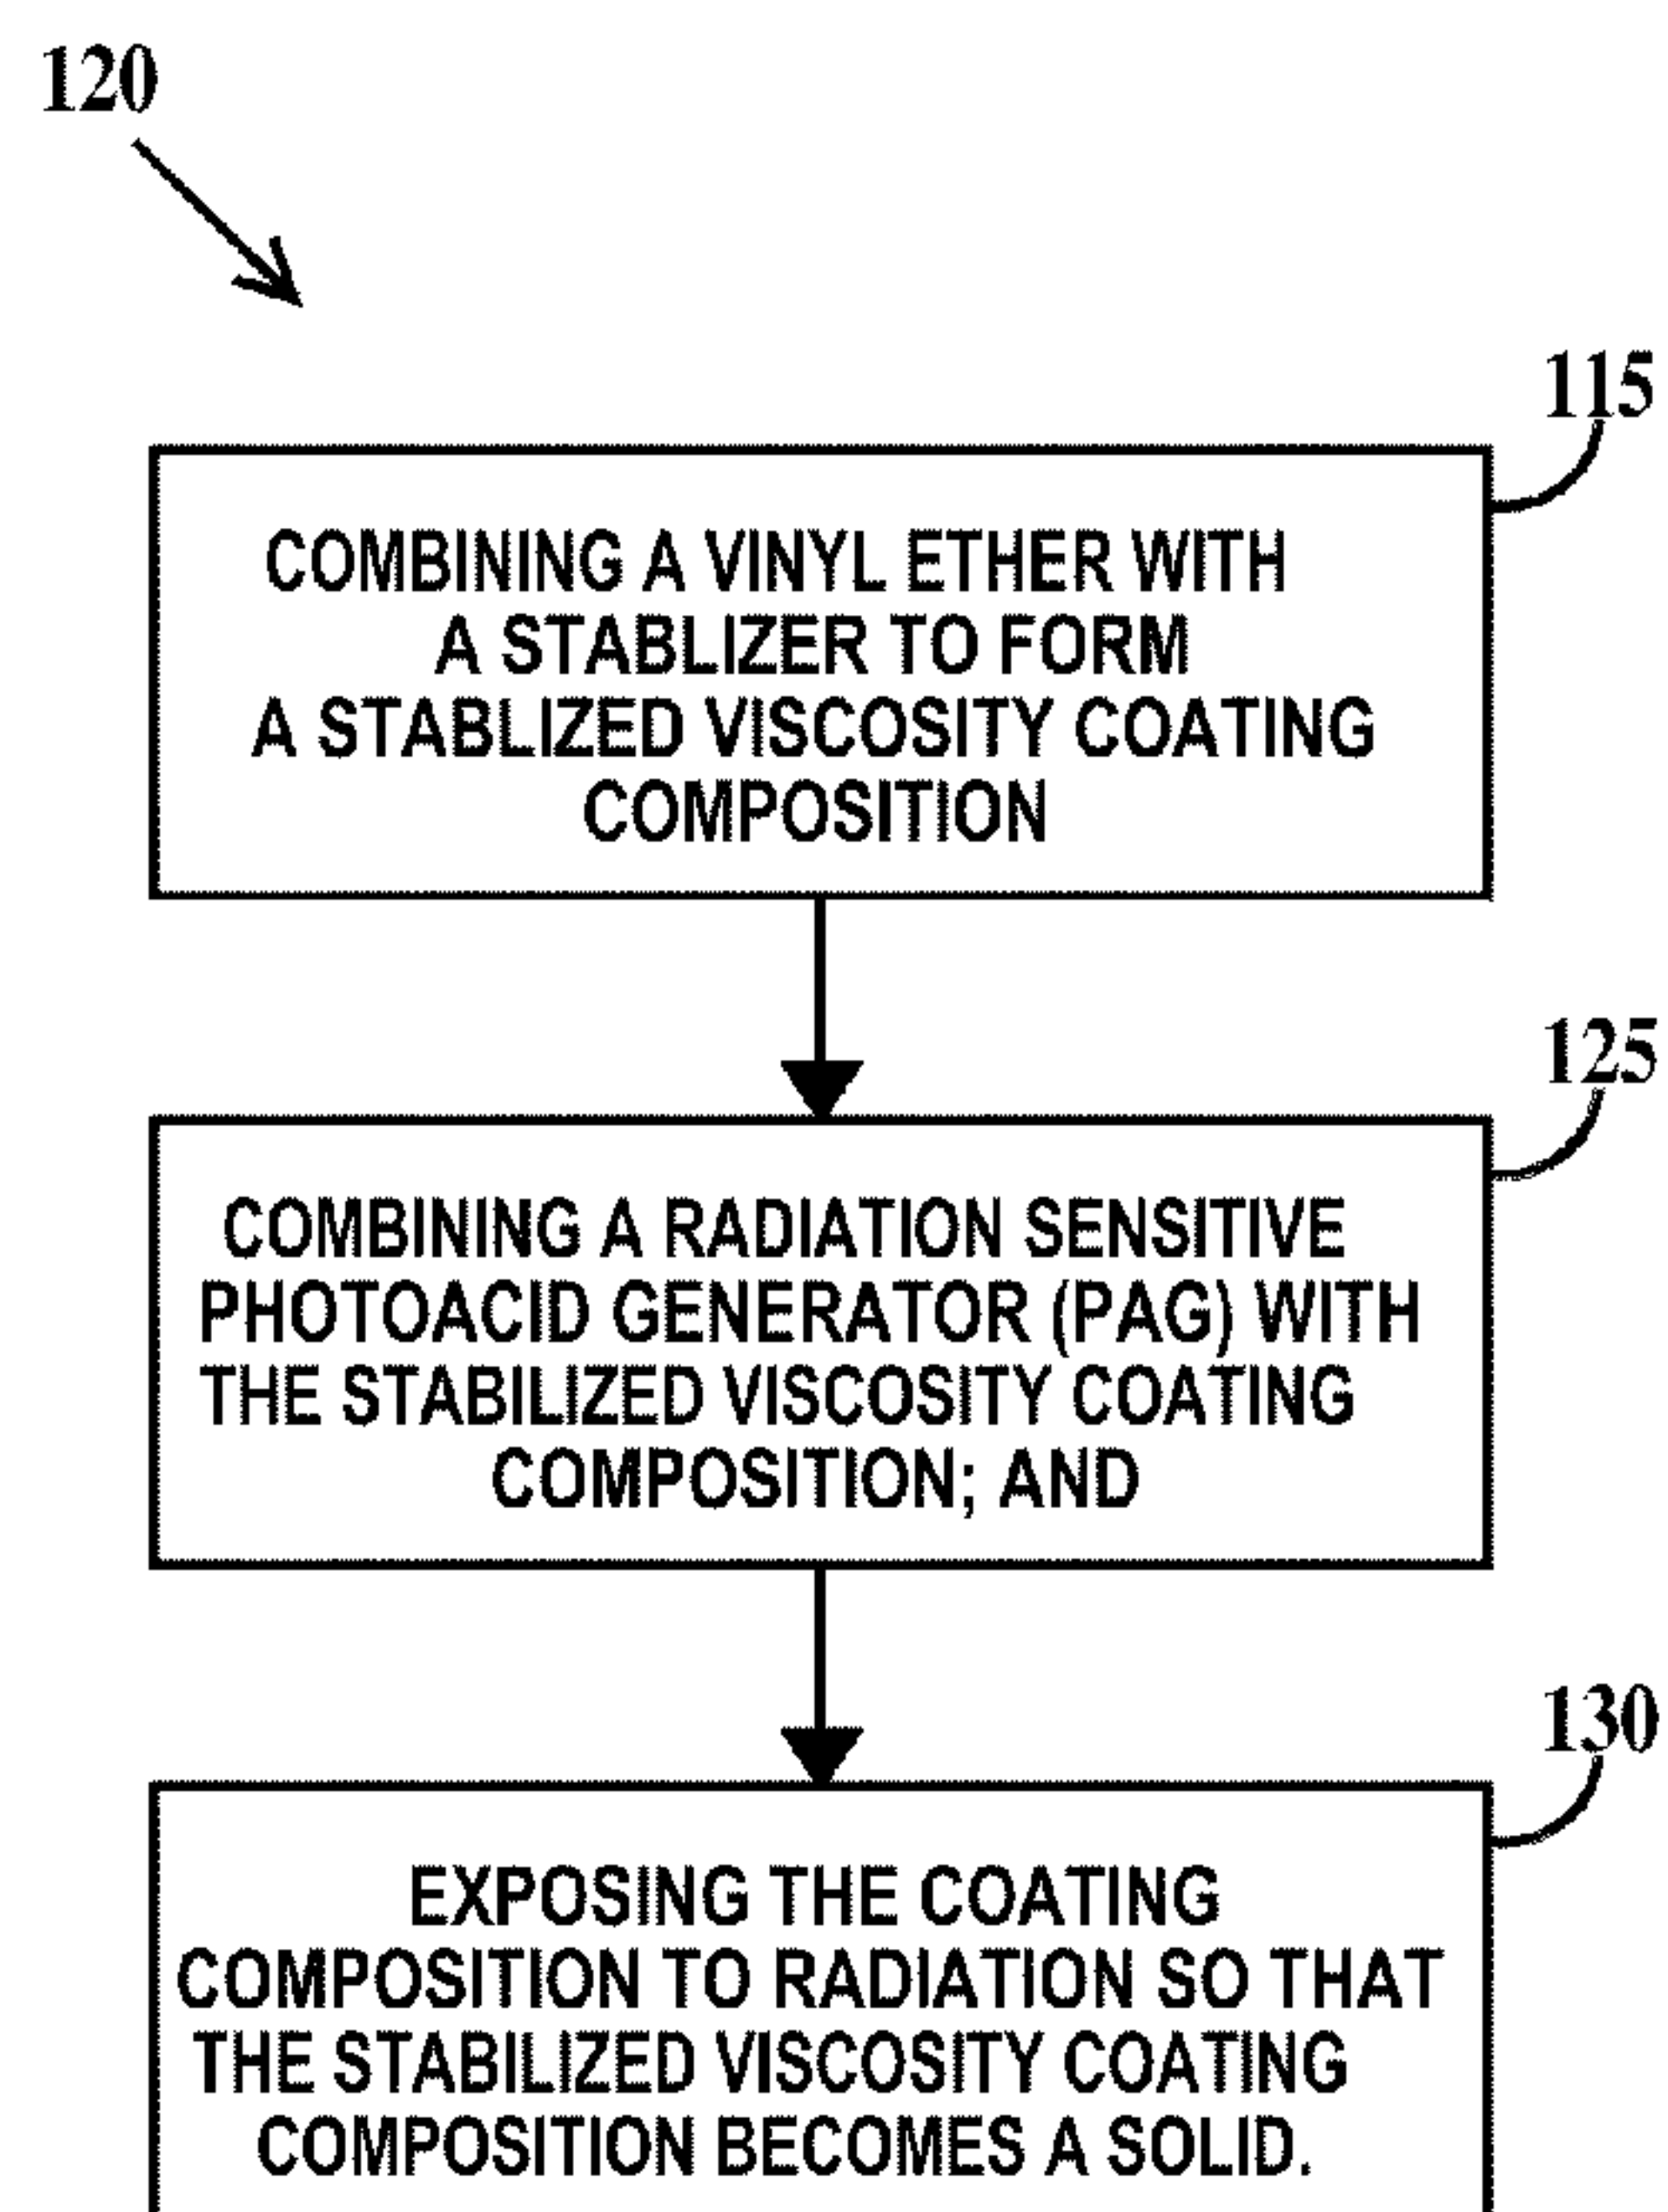 120
115
COMBINING A VINYL ETHER WITH
A STABLIZER TO FORM
A STABLIZED VISCOSITY COATING
COMPOSITION
125
COMBINING A RADIATION SENSITIVE
PHOTOACID GENERATOR (PAG) WITH
THE STABILIZED VISCOSITY COATING
COMPOSITION; AND
130
EXPOSING THE COATING
COMPOSITION TO RADIATION SO THAT
THE STABILIZED VISCOSITY COATING
COMPOSITION BECOMES A SOLID.